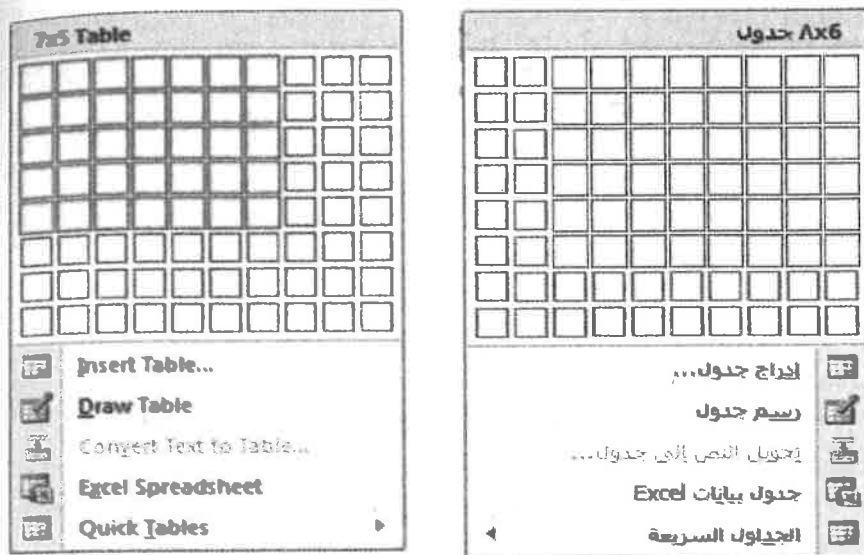 7x5 Table
Insert Table...
Draw Table
Convert Text to Table...
Excel Spreadsheet
Quick Tables
٨x6 جدول
إدراج جدول...
رسم جدول
تحويل النص إلى جدول...
جدول بيانات Excel
الجداول السريعة